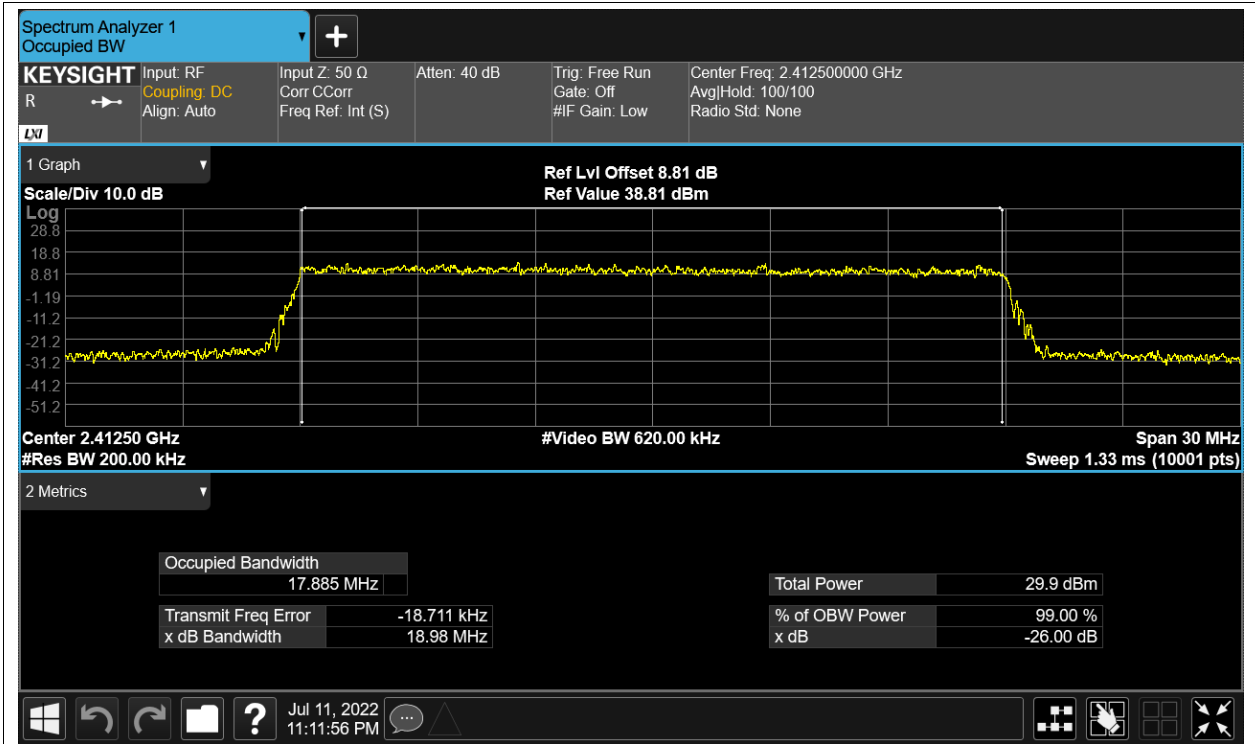 Spectrum Analyzer 1
Occupied BW
+
KEYSIGHT
R
LXI
Input: RF
Coupling: DC
Align: Auto
Input Z: 50 Ω
Corr CCorr
Freq Ref: Int (S)
Atten: 40 dB
Trig: Free Run
Gate: Off
#IF Gain: Low
Center Freq: 2.412500000 GHz
Avg|Hold: 100/100
Radio Std: None
1 Graph
Scale/Div 10.0 dB
Ref Lvl Offset 8.81 dB
Ref Value 38.81 dBm
Log
28.8
18.8
8.81
-1.19
-11.2
-21.2
-31.2
-41.2
-51.2
Center 2.41250 GHz
#Video BW 620.00 kHz
Span 30 MHz
#Res BW 200.00 kHz
Sweep 1.33 ms (10001 pts)
2 Metrics
Occupied Bandwidth
17.885 MHz
Total Power 29.9 dBm
Transmit Freq Error -18.711 kHz
% of OBW Power 99.00 %
x dB Bandwidth 18.98 MHz
x dB -26.00 dB
?
Jul 11, 2022
11:11:56 PM